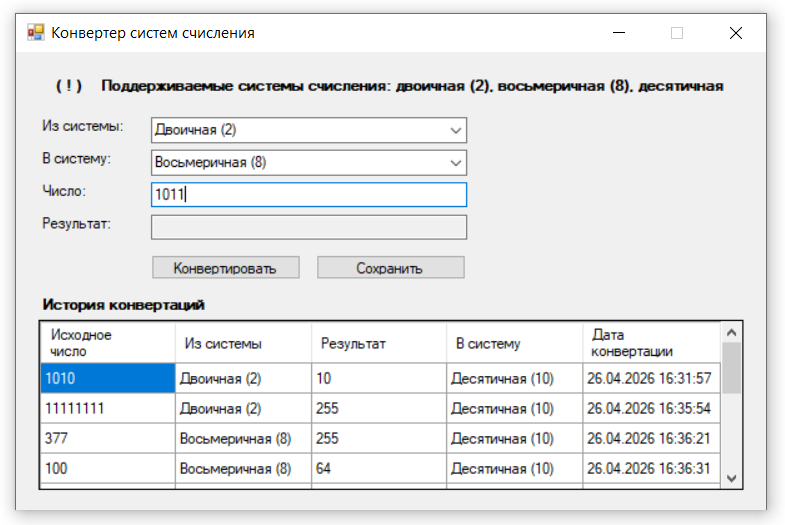 Конвертер систем счисления
( ! ) Поддерживаемые системы счисления: двоичная (2), восьмеричная (8), десятичная
Из системы: Двоичная (2)
В систему: Восьмеричная (8)
Число: 1011
Результат:
Конвертировать Сохранить
История конвертаций
Исходное число Из системы Результат В систему Дата конвертации
1010 Двоичная (2) 10 Десятичная (10) 26.04.2026 16:31:57
11111111 Двоичная (2) 255 Десятичная (10) 26.04.2026 16:35:54
377 Восьмеричная (8) 255 Десятичная (10) 26.04.2026 16:36:21
100 Восьмеричная (8) 64 Десятичная (10) 26.04.2026 16:36:31